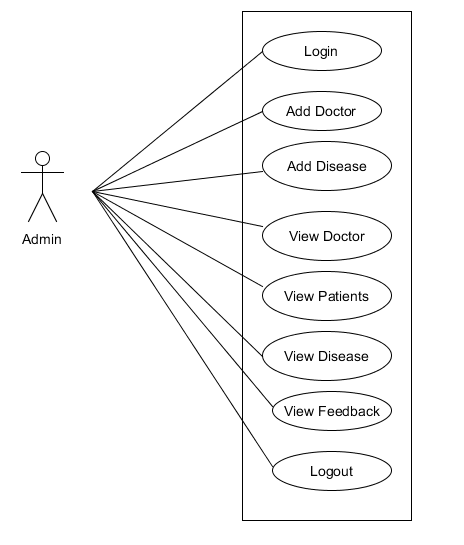 Login
Add Doctor
Add Disease
Admin
View Doctor
View Patients
View Disease
View Feedback
Logout